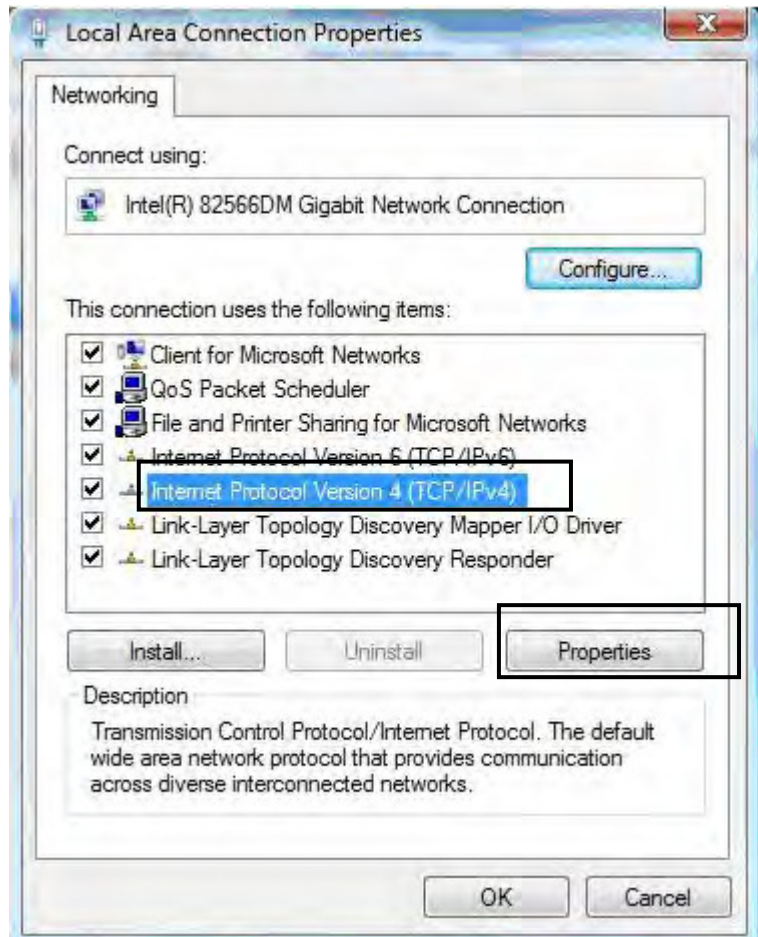 Local Area Connection Properties
Networking
Connect using:
Intel(R) 82566DM Gigabit Network Connection
Configure...
This connection uses the following items:
Client for Microsoft Networks
QoS Packet Scheduler
File and Printer Sharing for Microsoft Networks
Internet Protocol Version 6 (TCP/IPv6)
Internet Protocol Version 4 (TCP/IPv4)
Link-Layer Topology Discovery Mapper I/O Driver
Link-Layer Topology Discovery Responder
Install... Uninstall Properties
Description
Transmission Control Protocol/Internet Protocol. The default
wide area network protocol that provides communication
across diverse interconnected networks.
OK Cancel